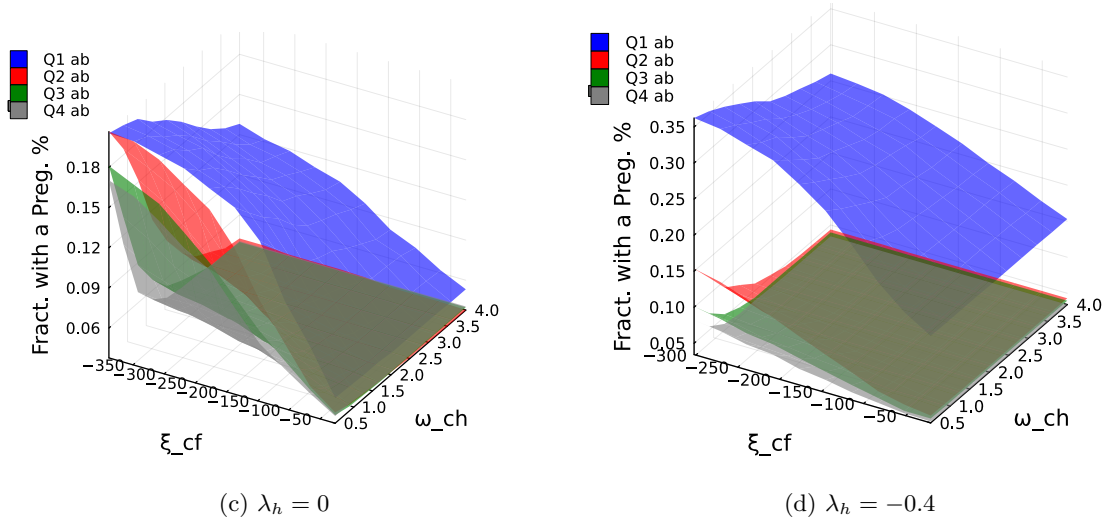 Q1 ab
Q2 ab
Q3 ab
Q4 ab
Fract. with a Preg. %
0.18
0.15
0.12
0.09
0.06
−350
−300
−250
−200
−150
−100
−50
ξ_cf
0.5
1.0
1.5
2.0
2.5
3.0
3.5
4.0
ω_ch
(c) λ_h = 0
Q1 ab
Q2 ab
Q3 ab
Q4 ab
Fract. with a Preg. %
0.35
0.30
0.25
0.20
0.15
0.10
0.05
−300
−250
−200
−150
−100
−50
ξ_cf
0.5
1.0
1.5
2.0
2.5
3.0
3.5
4.0
ω_ch
(d) λ_h = −0.4